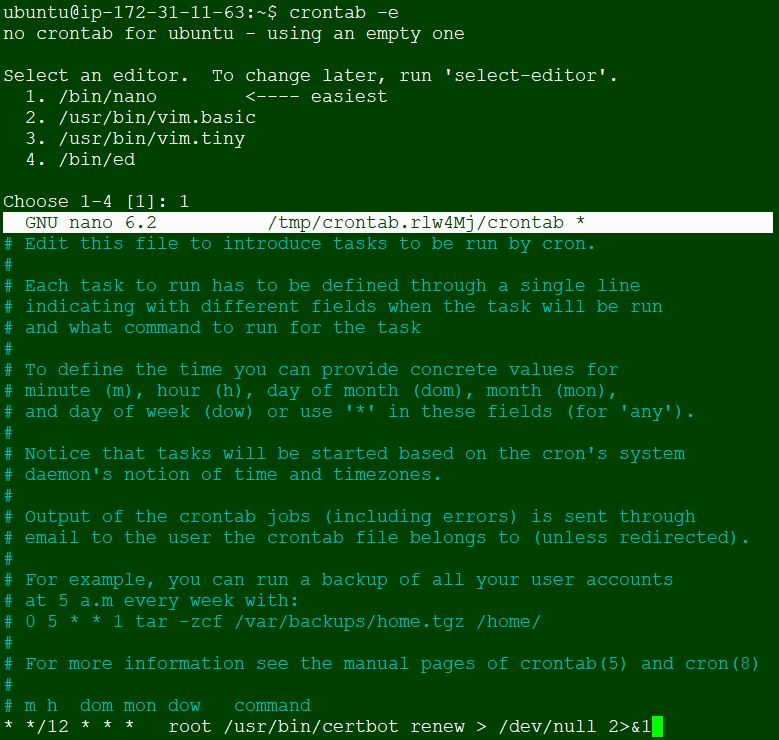 ubuntu@ip-172-31-11-63:~$ crontab -e
no crontab for ubuntu - using an empty one

Select an editor.  To change later, run 'select-editor'.
  1. /bin/nano        <---- easiest
  2. /usr/bin/vim.basic
  3. /usr/bin/vim.tiny
  4. /bin/ed

Choose 1-4 [1]: 1
  GNU nano 6.2          /tmp/crontab.rlw4Mj/crontab *
# Edit this file to introduce tasks to be run by cron.
#
# Each task to run has to be defined through a single line
# indicating with different fields when the task will be run
# and what command to run for the task
#
# To define the time you can provide concrete values for
# minute (m), hour (h), day of month (dom), month (mon),
# and day of week (dow) or use '*' in these fields (for 'any').
#
# Notice that tasks will be started based on the cron's system
# daemon's notion of time and timezones.
#
# Output of the crontab jobs (including errors) is sent through
# email to the user the crontab file belongs to (unless redirected).
#
# For example, you can run a backup of all your user accounts
# at 5 a.m every week with:
# 0 5 * * 1 tar -zcf /var/backups/home.tgz /home/
#
# For more information see the manual pages of crontab(5) and cron(8)
#
# m h  dom mon dow   command
* */12 * * *   root /usr/bin/certbot renew > /dev/null 2>&1